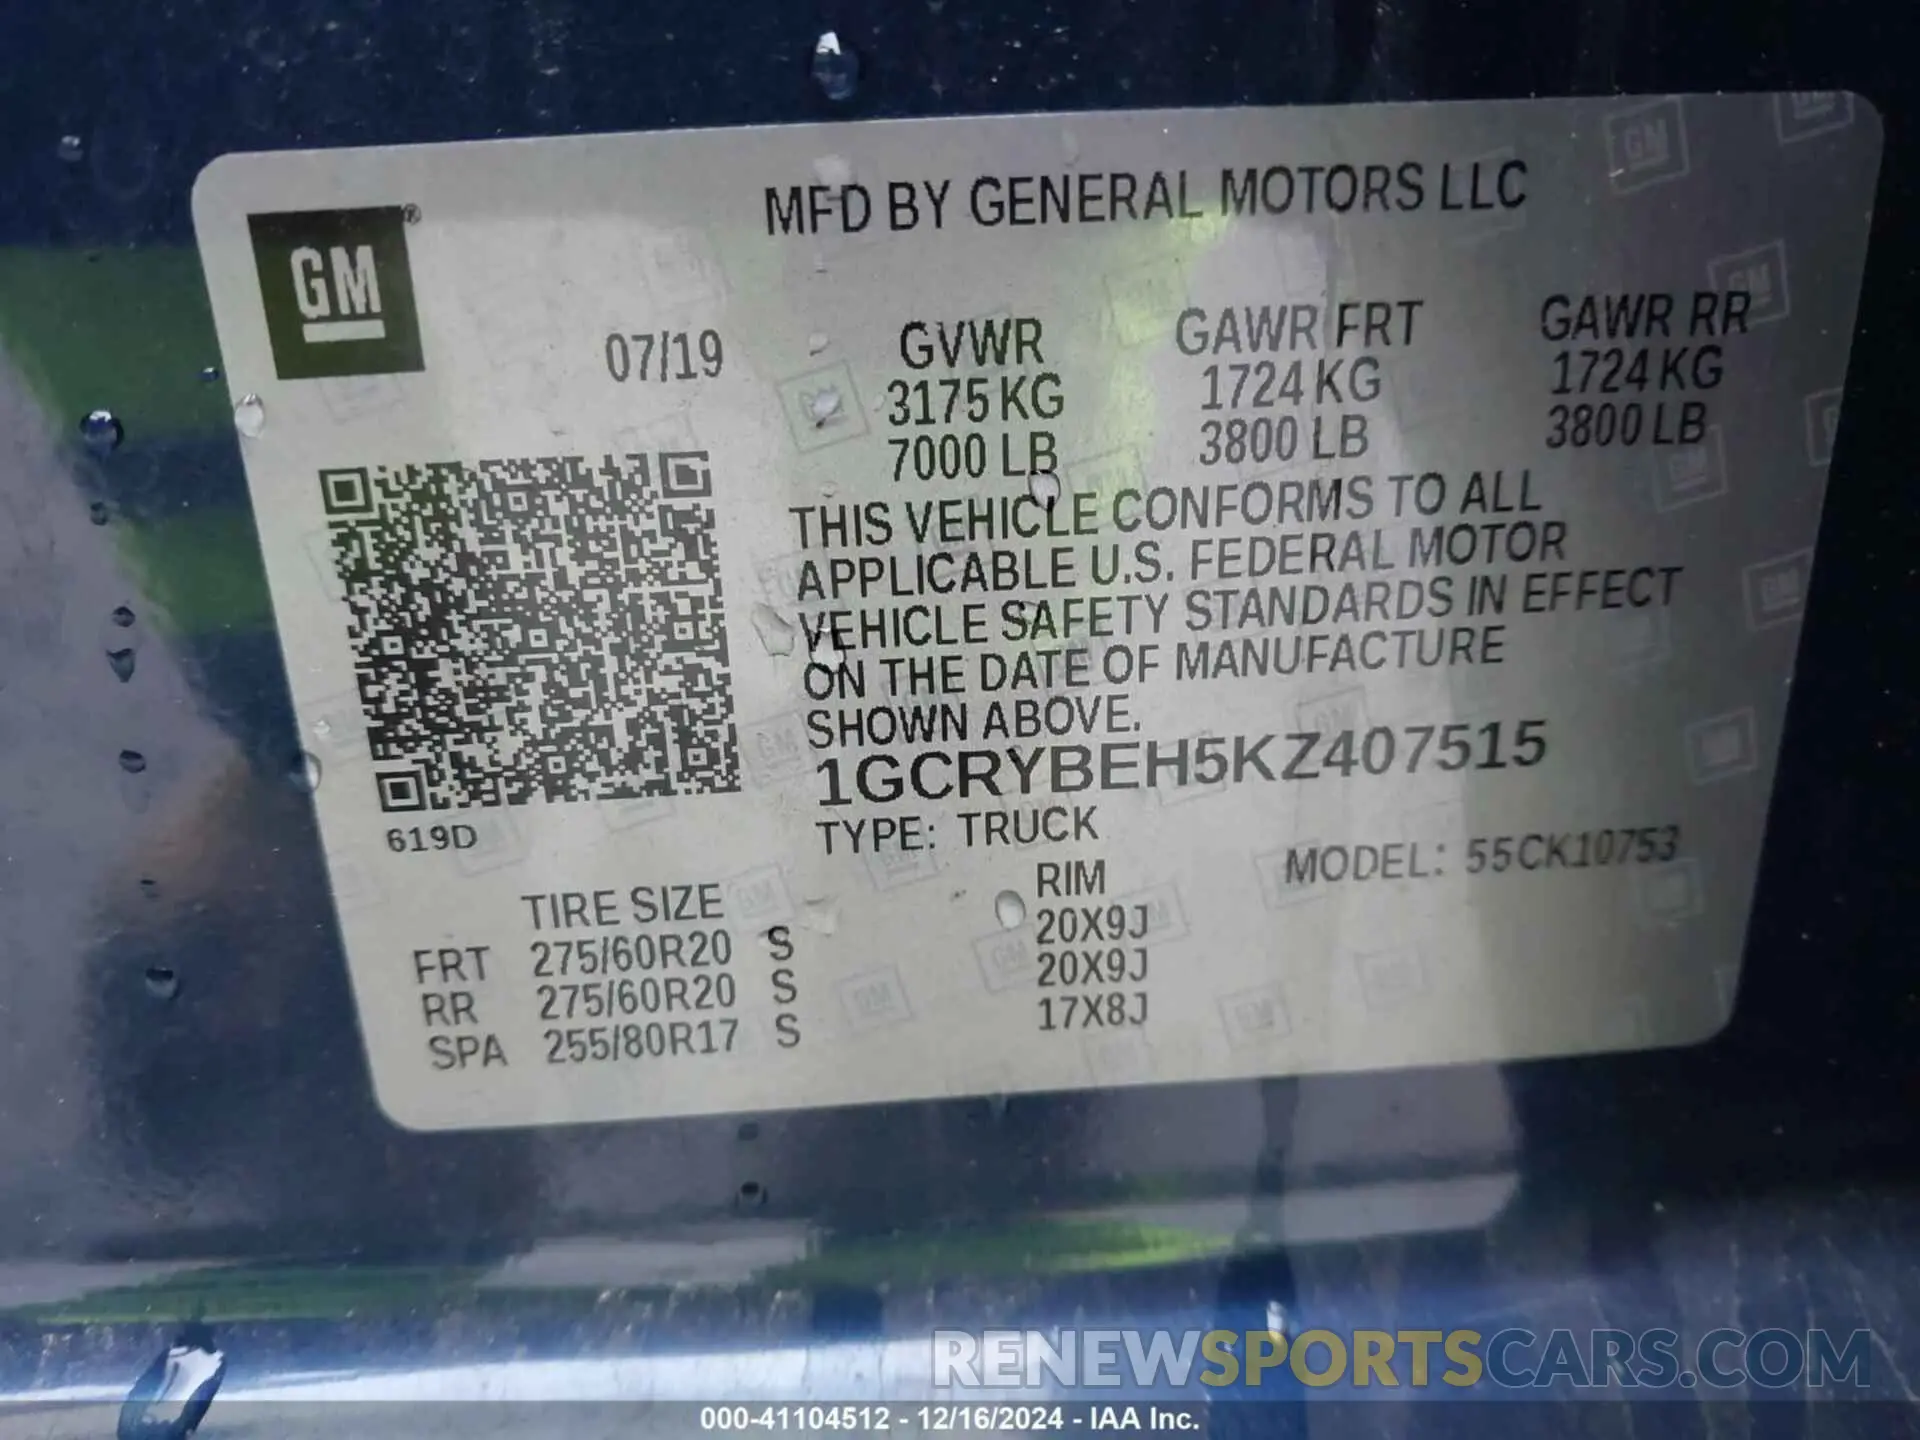 MFD BY GENERAL MOTORS LLC
GM®
07/19
GVWR GAWR FRT GAWR RR
3175 KG 1724 KG 1724 KG
7000 LB 3800 LB 3800 LB
THIS VEHICLE CONFORMS TO ALL
APPLICABLE U.S. FEDERAL MOTOR
VEHICLE SAFETY STANDARDS IN EFFECT
ON THE DATE OF MANUFACTURE
SHOWN ABOVE.
1GCRYBEH5KZ407515
619D
TYPE: TRUCK MODEL: 55CK10753
TIRE SIZE RIM
FRT 275/60R20 S 20X9J
RR 275/60R20 S 20X9J
SPA 255/80R17 S 17X8J
RENEWSPORTSCARS.COM
000-41104512 - 12/16/2024 - IAA Inc.